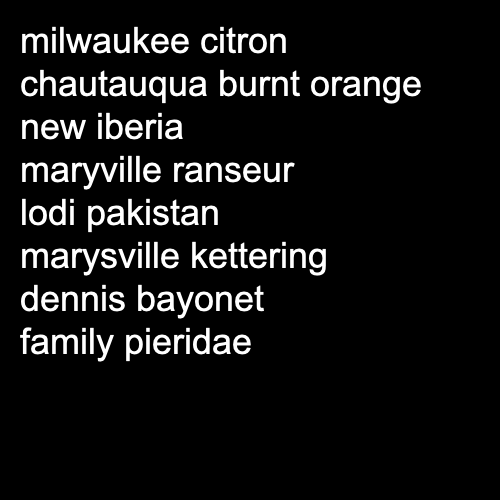 milwaukee citron
chautauqua burnt orange
new iberia
maryville ranseur
lodi pakistan
marysville kettering
dennis bayonet
family pieridae